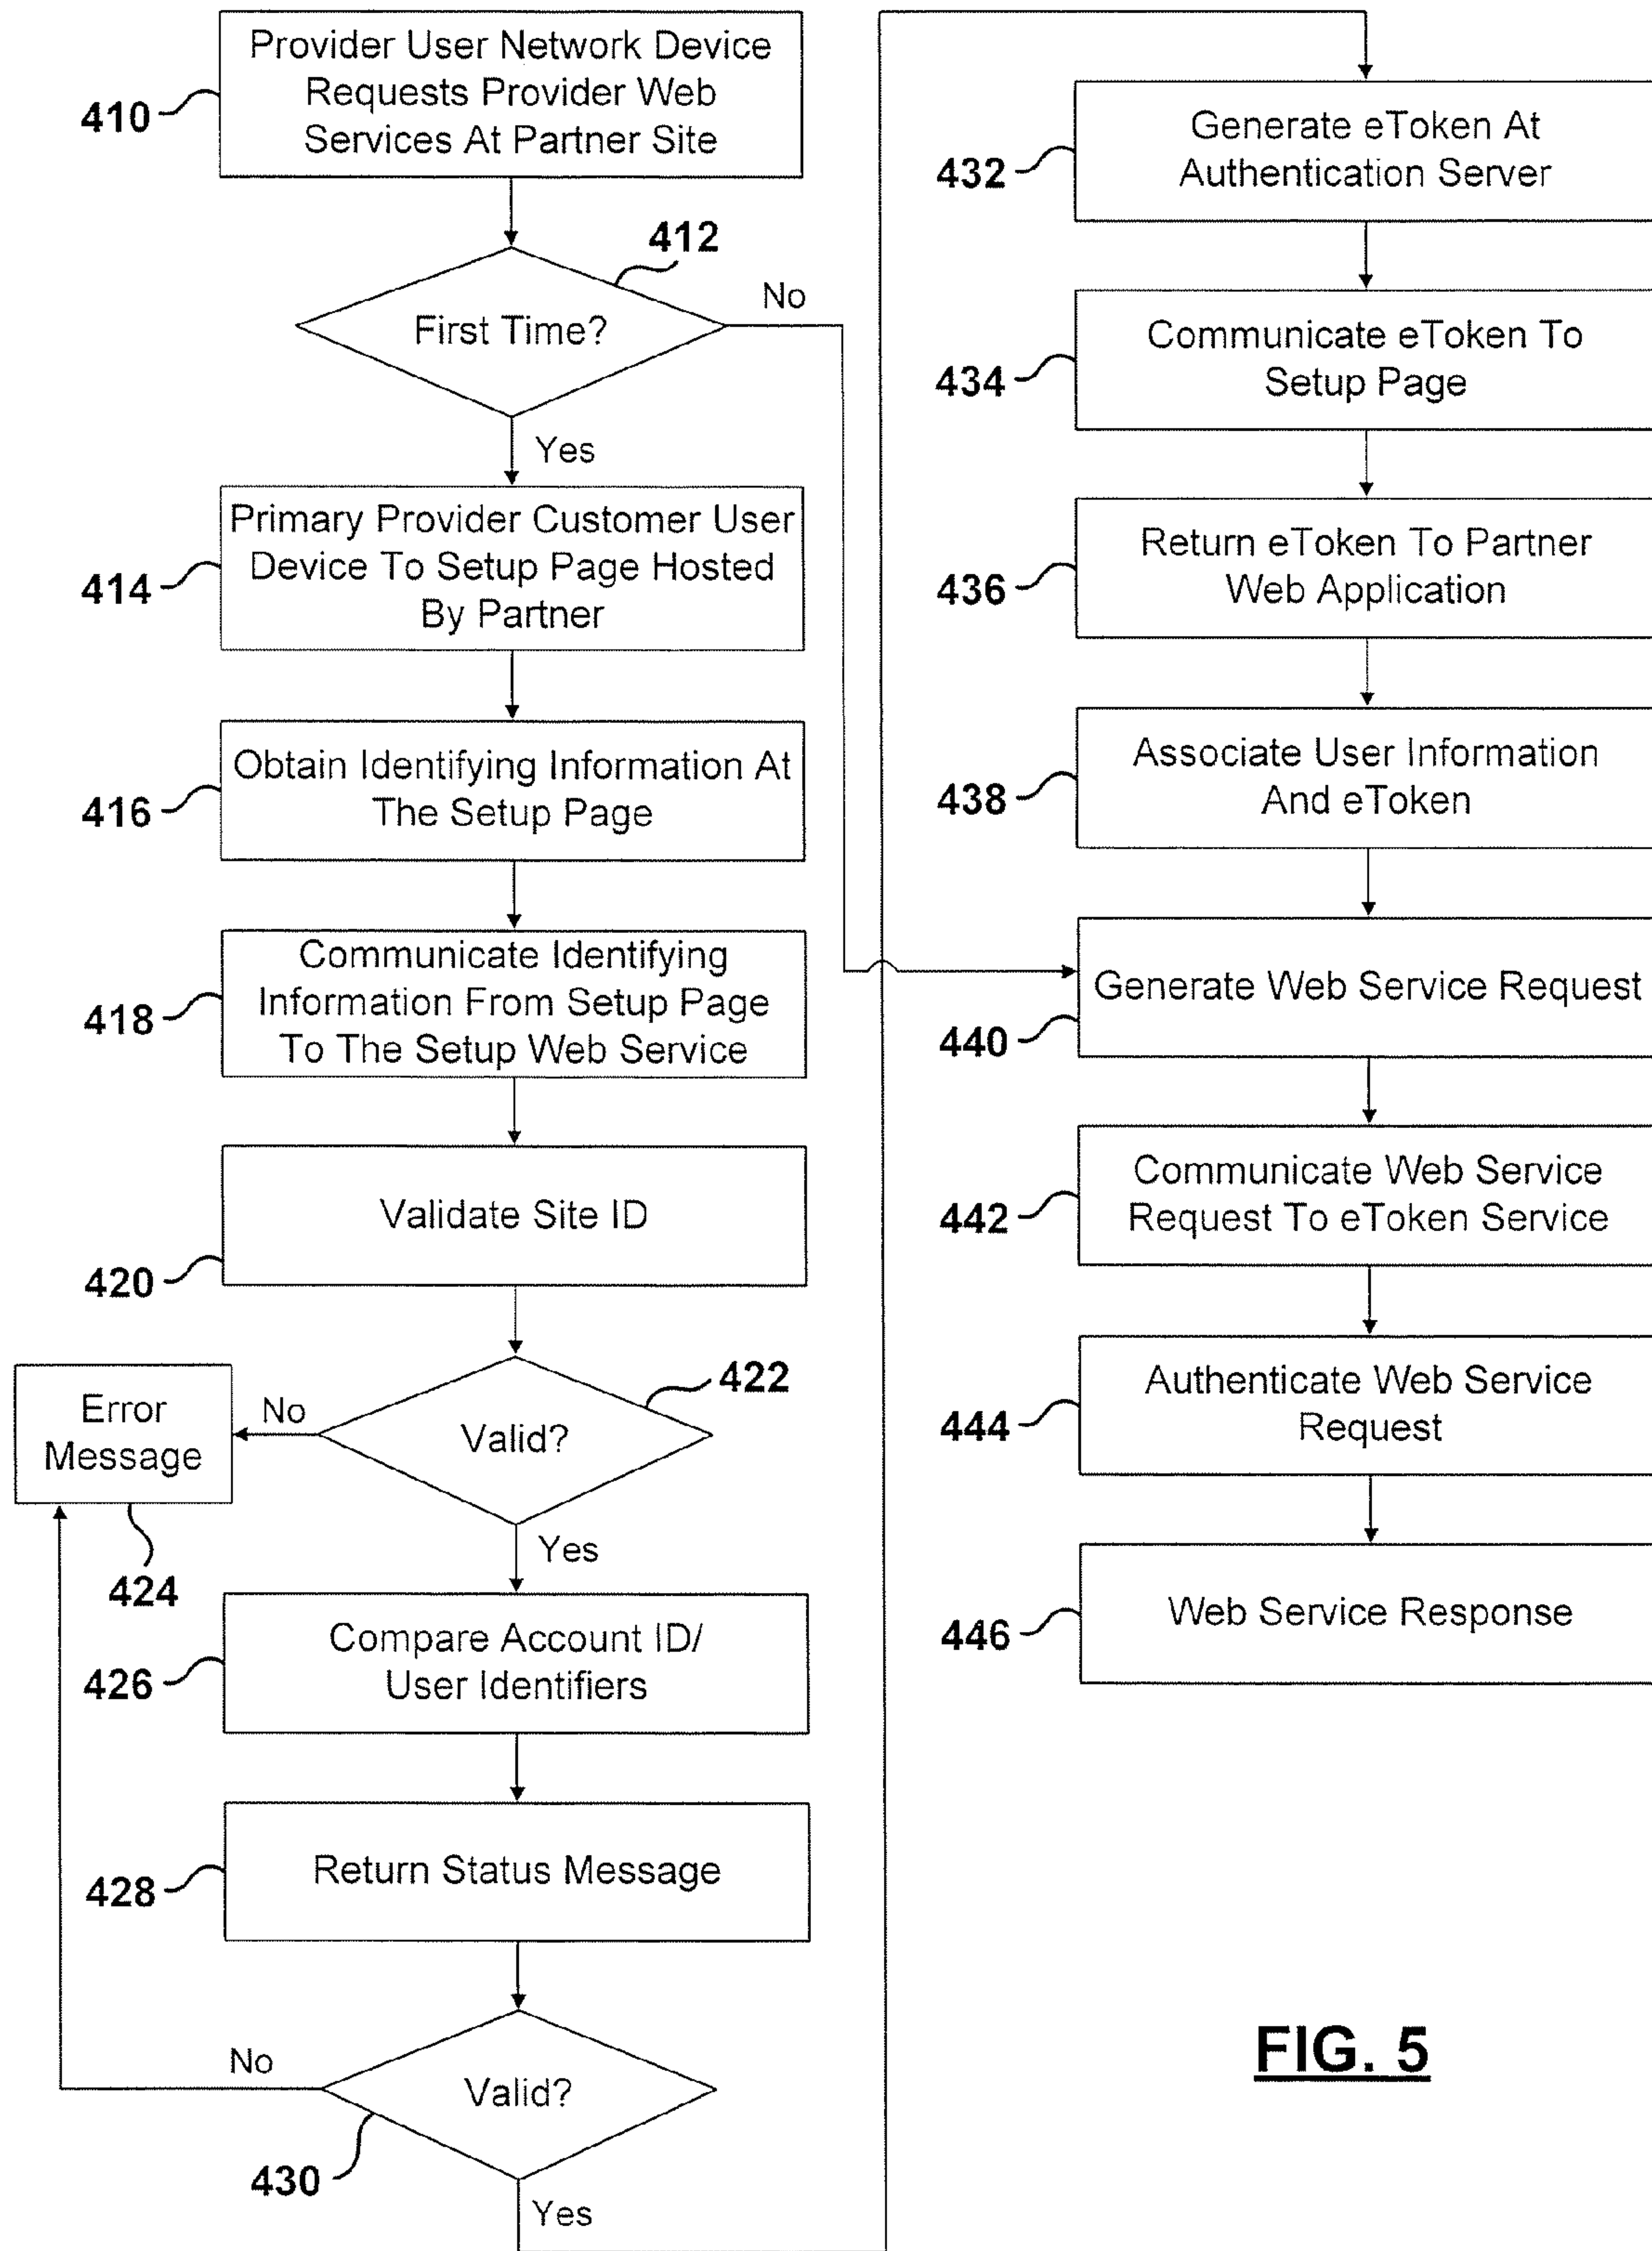 Provider User Network Device
Requests Provider Web
Services At Partner Site
410
412
First Time?
No
Yes
Primary Provider Customer User
Device To Setup Page Hosted
By Partner
414
Obtain Identifying Information At
The Setup Page
416
Communicate Identifying
Information From Setup Page
To The Setup Web Service
418
Validate Site ID
420
422
Valid?
No
Error
Message
424
Yes
Compare Account ID/
User Identifiers
426
Return Status Message
428
Valid?
No
430
Yes
Generate eToken At
Authentication Server
432
Communicate eToken To
Setup Page
434
Return eToken To Partner
Web Application
436
Associate User Information
And eToken
438
Generate Web Service Request
440
Communicate Web Service
Request To eToken Service
442
Authenticate Web Service
Request
444
Web Service Response
446
FIG. 5